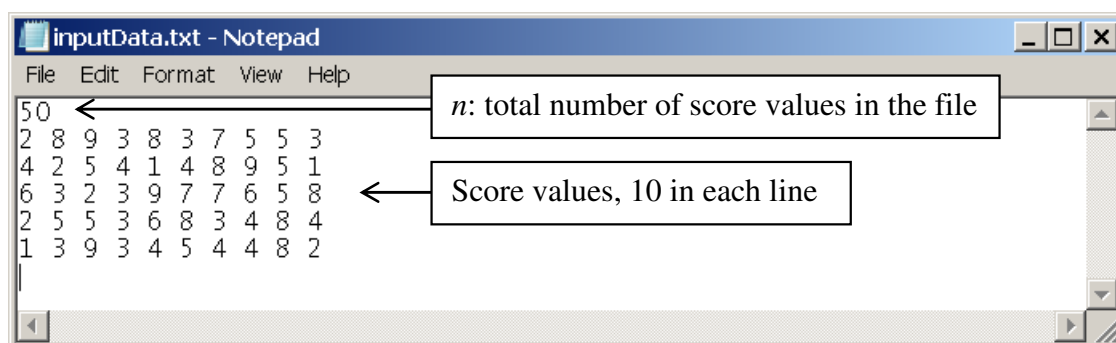 inputData.txt - Notepad
File Edit Format View Help
50
n: total number of score values in the file
2 8 9 3 8 3 7 5 5 3
4 2 5 4 1 4 8 9 5 1
6 3 2 3 9 7 7 6 5 8
Score values, 10 in each line
2 5 5 3 6 8 3 4 8 4
1 3 9 3 4 5 4 4 8 2